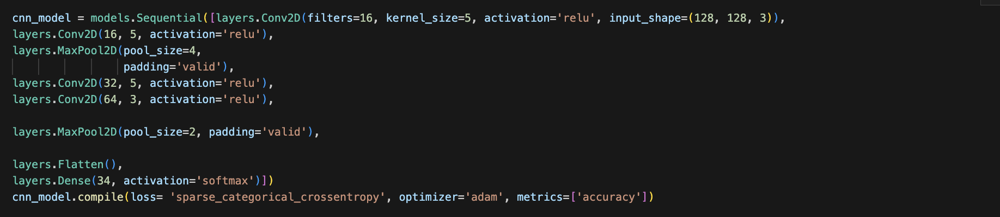 cnn_model = models.Sequential([layers.Conv2D(filters=16, kernel_size=5, activation='relu', input_shape=(128, 128, 3)),
layers.Conv2D(16, 5, activation='relu'),
layers.MaxPool2D(pool_size=4,
padding='valid'),
layers.Conv2D(32, 5, activation='relu'),
layers.Conv2D(64, 3, activation='relu'),
layers.MaxPool2D(pool_size=2, padding='valid'),
layers.Flatten(),
layers.Dense(34, activation='softmax')])
cnn_model.compile(loss= 'sparse_categorical_crossentropy', optimizer='adam', metrics=['accuracy'])